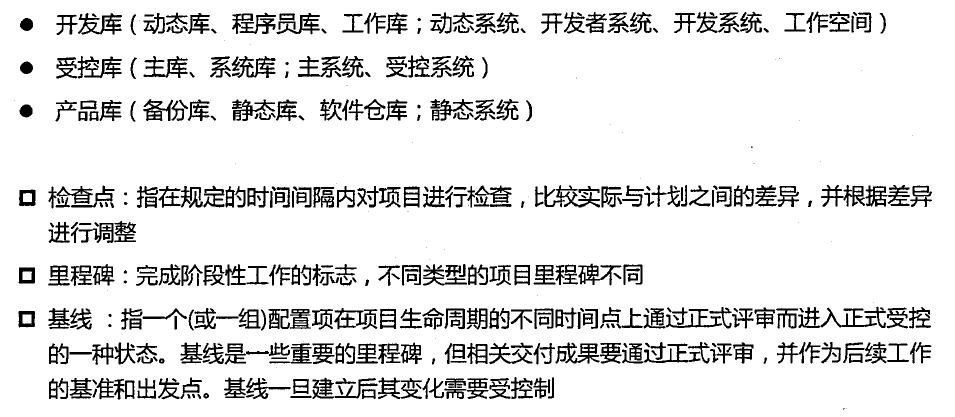 ● 开发库（动态库、程序员库、工作库；动态系统、开发者系统、开发系统、工作空间）
● 受控库（主库、系统库；主系统、受控系统）
● 产品库（备份库、静态库、软件仓库；静态系统）
□ 检查点：指在规定的时间间隔内对项目进行检查，比较实际与计划之间的差异，并根据差异
进行调整
□ 里程碑：完成阶段性工作的标志，不同类型的项目里程碑不同
□ 基线 ：指一个(或一组)配置项在项目生命周期的不同时间点上通过正式评审而进入正式受控
的一种状态。基线是一些重要的里程碑，但相关交付成果要通过正式评审，并作为后续工作
的基准和出发点。基线一旦建立后其变化需要受控制